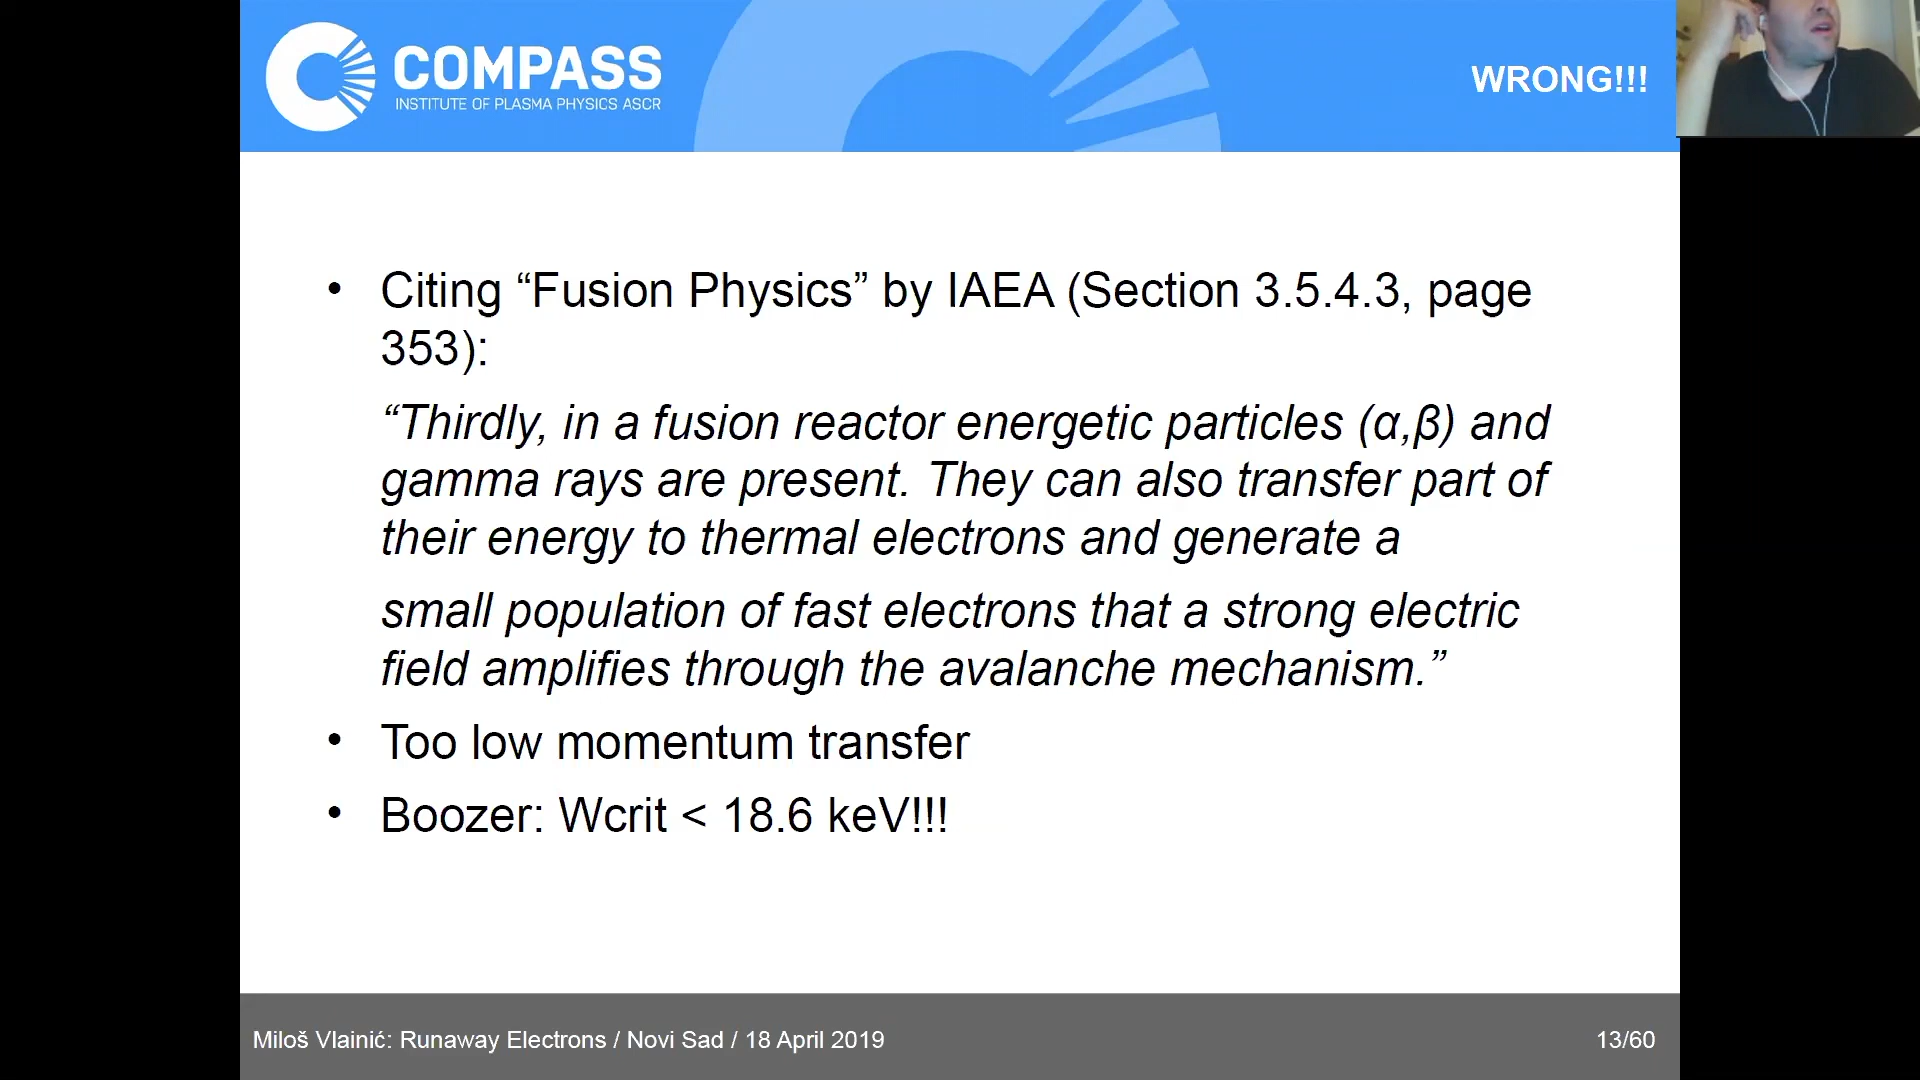 COMPASS
INSTITUTE OF PLASMA PHYSICS ASCR
WRONG!!!
• Citing “Fusion Physics” by IAEA (Section 3.5.4.3, page
353):
“Thirdly, in a fusion reactor energetic particles (α,β) and
gamma rays are present. They can also transfer part of
their energy to thermal electrons and generate a
small population of fast electrons that a strong electric
field amplifies through the avalanche mechanism.”
• Too low momentum transfer
• Boozer: Wcrit < 18.6 keV!!!
Miloš Vlainić: Runaway Electrons / Novi Sad / 18 April 2019
13/60